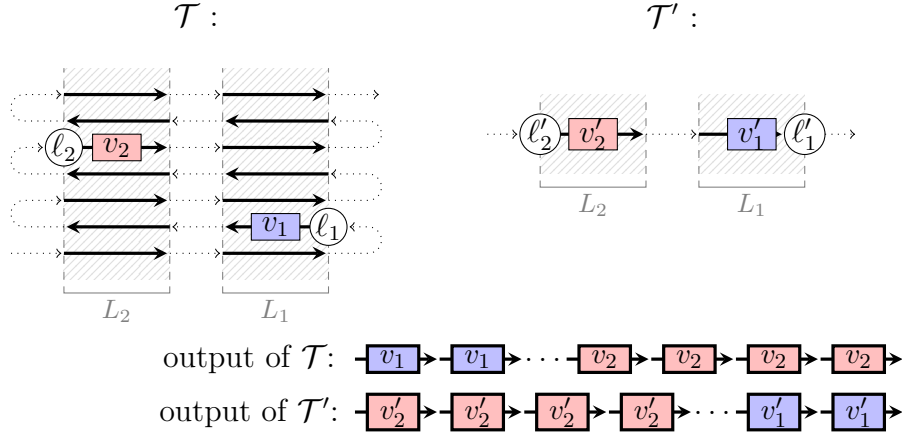 𝒯 :
𝒯′ :
ℓ₂ v₂
v₁ ℓ₁
L₂ L₁
ℓ′₂ v′₂ v′₁ ℓ′₁
L₂ L₁
output of 𝒯: v₁ v₁ ··· v₂ v₂ v₂ v₂
output of 𝒯′: v′₂ v′₂ v′₂ v′₂ ··· v′₁ v′₁